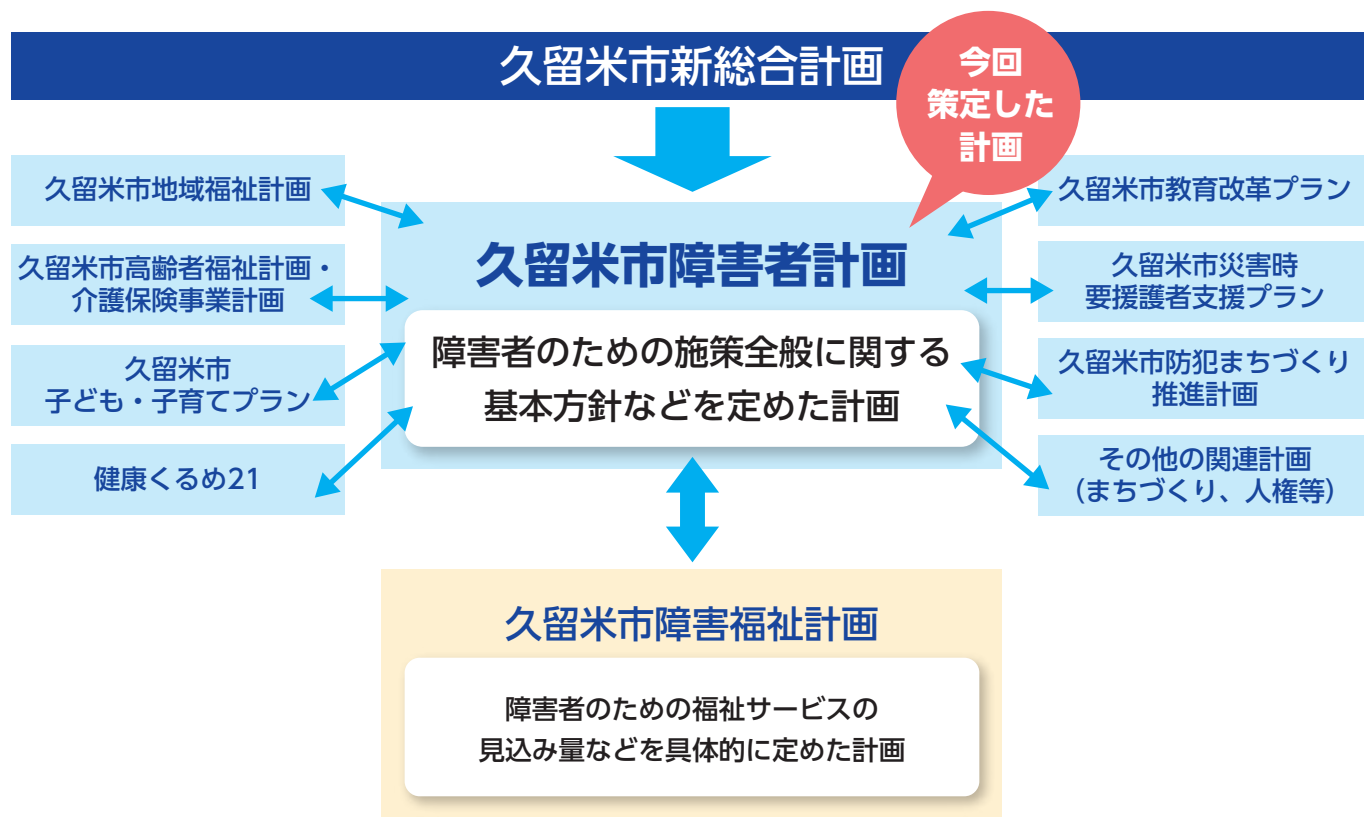 久留米市新総合計画
今回
策定した
計画
久留米市地域福祉計画
久留米市高齢者福祉計画・
介護保険事業計画
久留米市
子ども・子育てプラン
健康くるめ21
久留米市障害者計画
障害者のための施策全般に関する
基本方針などを定めた計画
久留米市教育改革プラン
久留米市災害時
要援護者支援プラン
久留米市防犯まちづくり
推進計画
その他の関連計画
（まちづくり、人権等）
久留米市障害福祉計画
障害者のための福祉サービスの
見込み量などを具体的に定めた計画